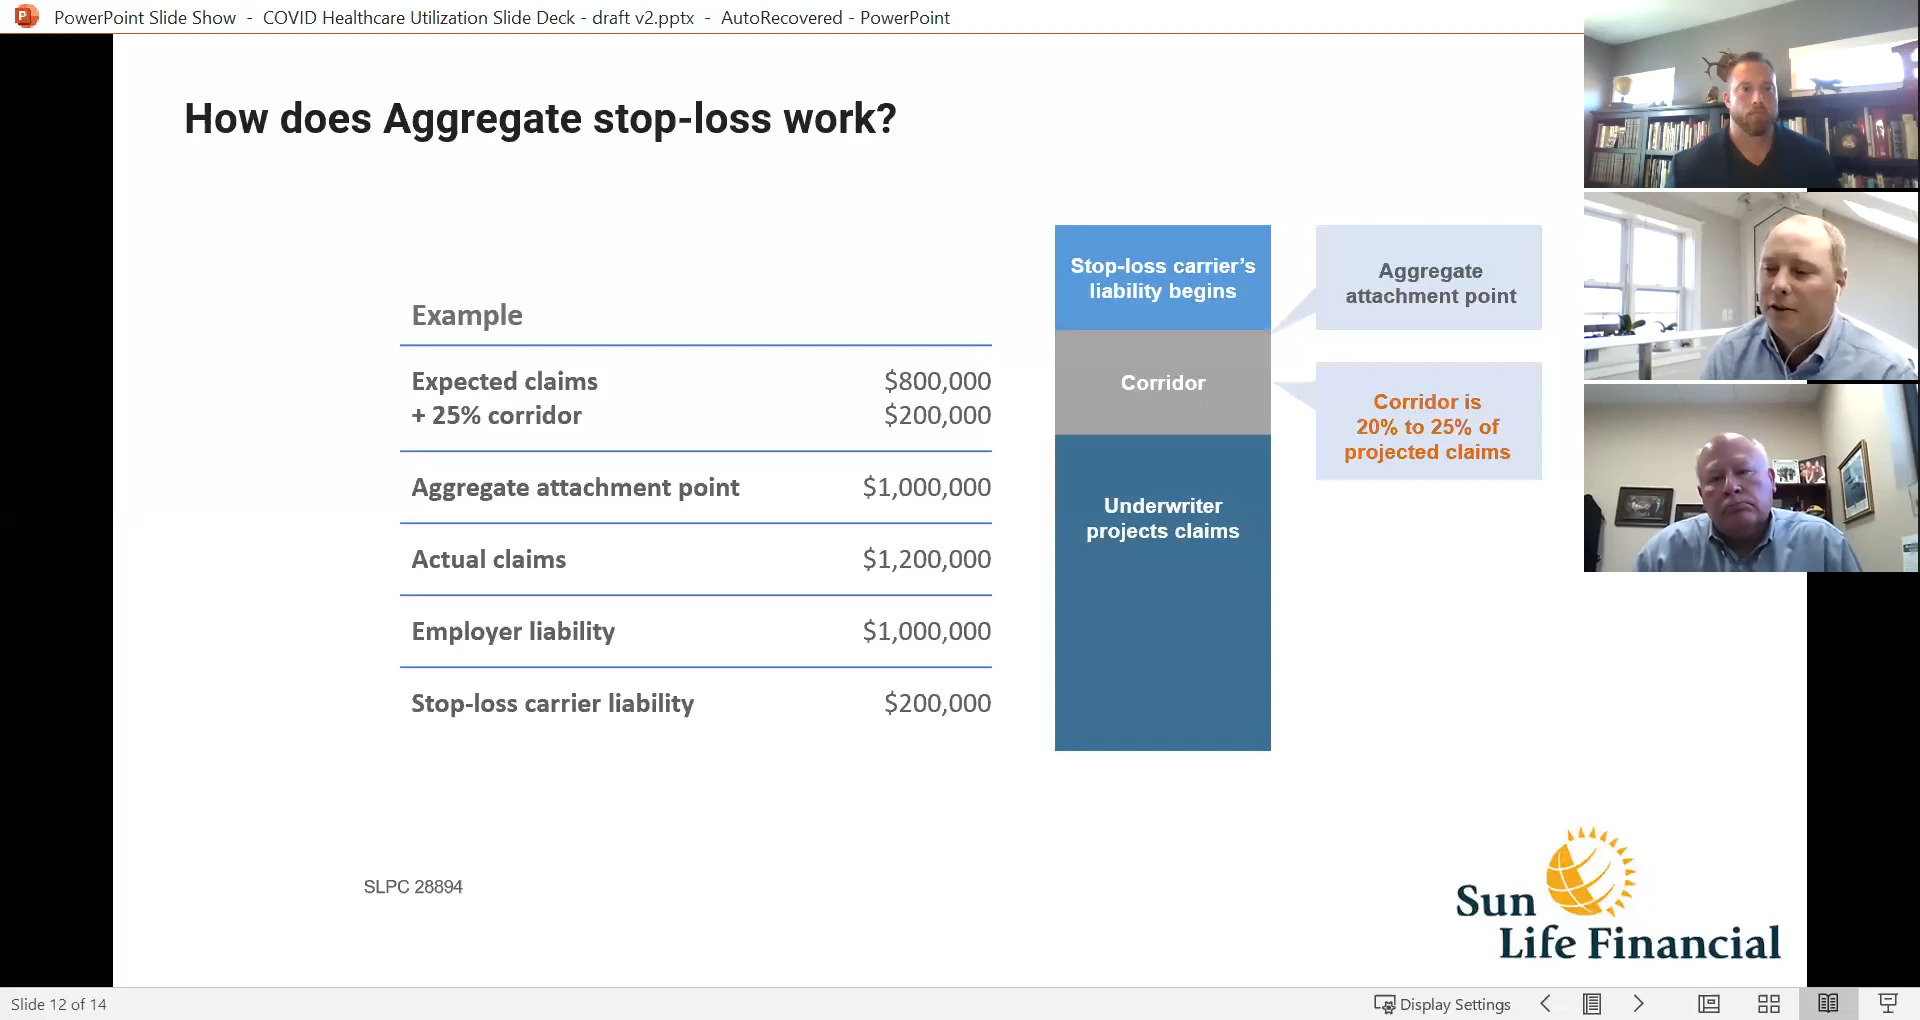 PowerPoint Slide Show - COVID Healthcare Utilization Slide Deck - draft v2.pptx - AutoRecovered - PowerPoint
How does Aggregate stop-loss work?
Example
Expected claims $800,000
+ 25% corridor $200,000
Aggregate attachment point $1,000,000
Actual claims $1,200,000
Employer liability $1,000,000
Stop-loss carrier liability $200,000
Stop-loss carrier’s
liability begins
Corridor
Underwriter
projects claims
Aggregate
attachment point
Corridor is
20% to 25% of
projected claims
SLPC 28894
Sun
Life Financial
Slide 12 of 14
Display Settings